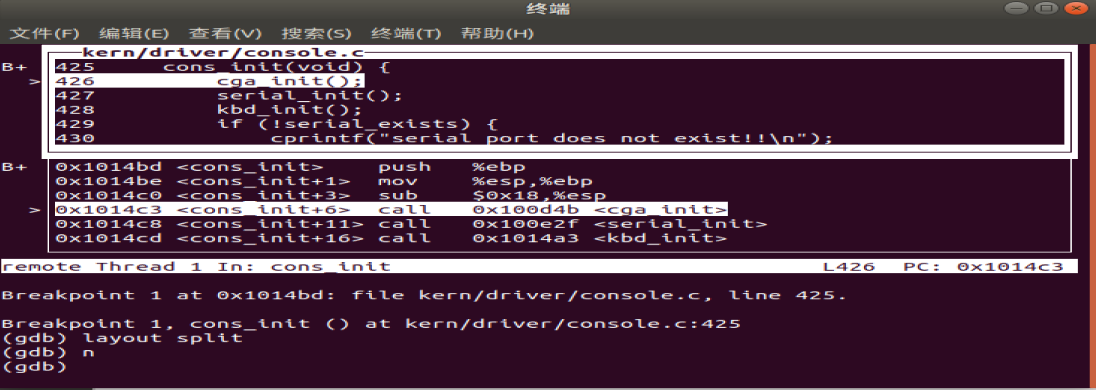 终端
文件(F) 编辑(E) 查看(V) 搜索(S) 终端(T) 帮助(H)
kern/driver/console.c
B+ 425 cons_init(void) {
> 426 cga_init();
427 serial_init();
428 kbd_init();
429 if (!serial_exists) {
430 cprintf("serial port does not exist!!\n");
B+ 0x1014bd <cons_init> push %ebp
0x1014be <cons_init+1> mov %esp,%ebp
0x1014c0 <cons_init+3> sub $0x18,%esp
> 0x1014c3 <cons_init+6> call 0x100d4b <cga_init>
0x1014c8 <cons_init+11> call 0x100e2f <serial_init>
0x1014cd <cons_init+16> call 0x1014a3 <kbd_init>
remote Thread 1 In: cons_init L426 PC: 0x1014c3
Breakpoint 1 at 0x1014bd: file kern/driver/console.c, line 425.
Breakpoint 1, cons_init () at kern/driver/console.c:425
(gdb) layout split
(gdb) n
(gdb)